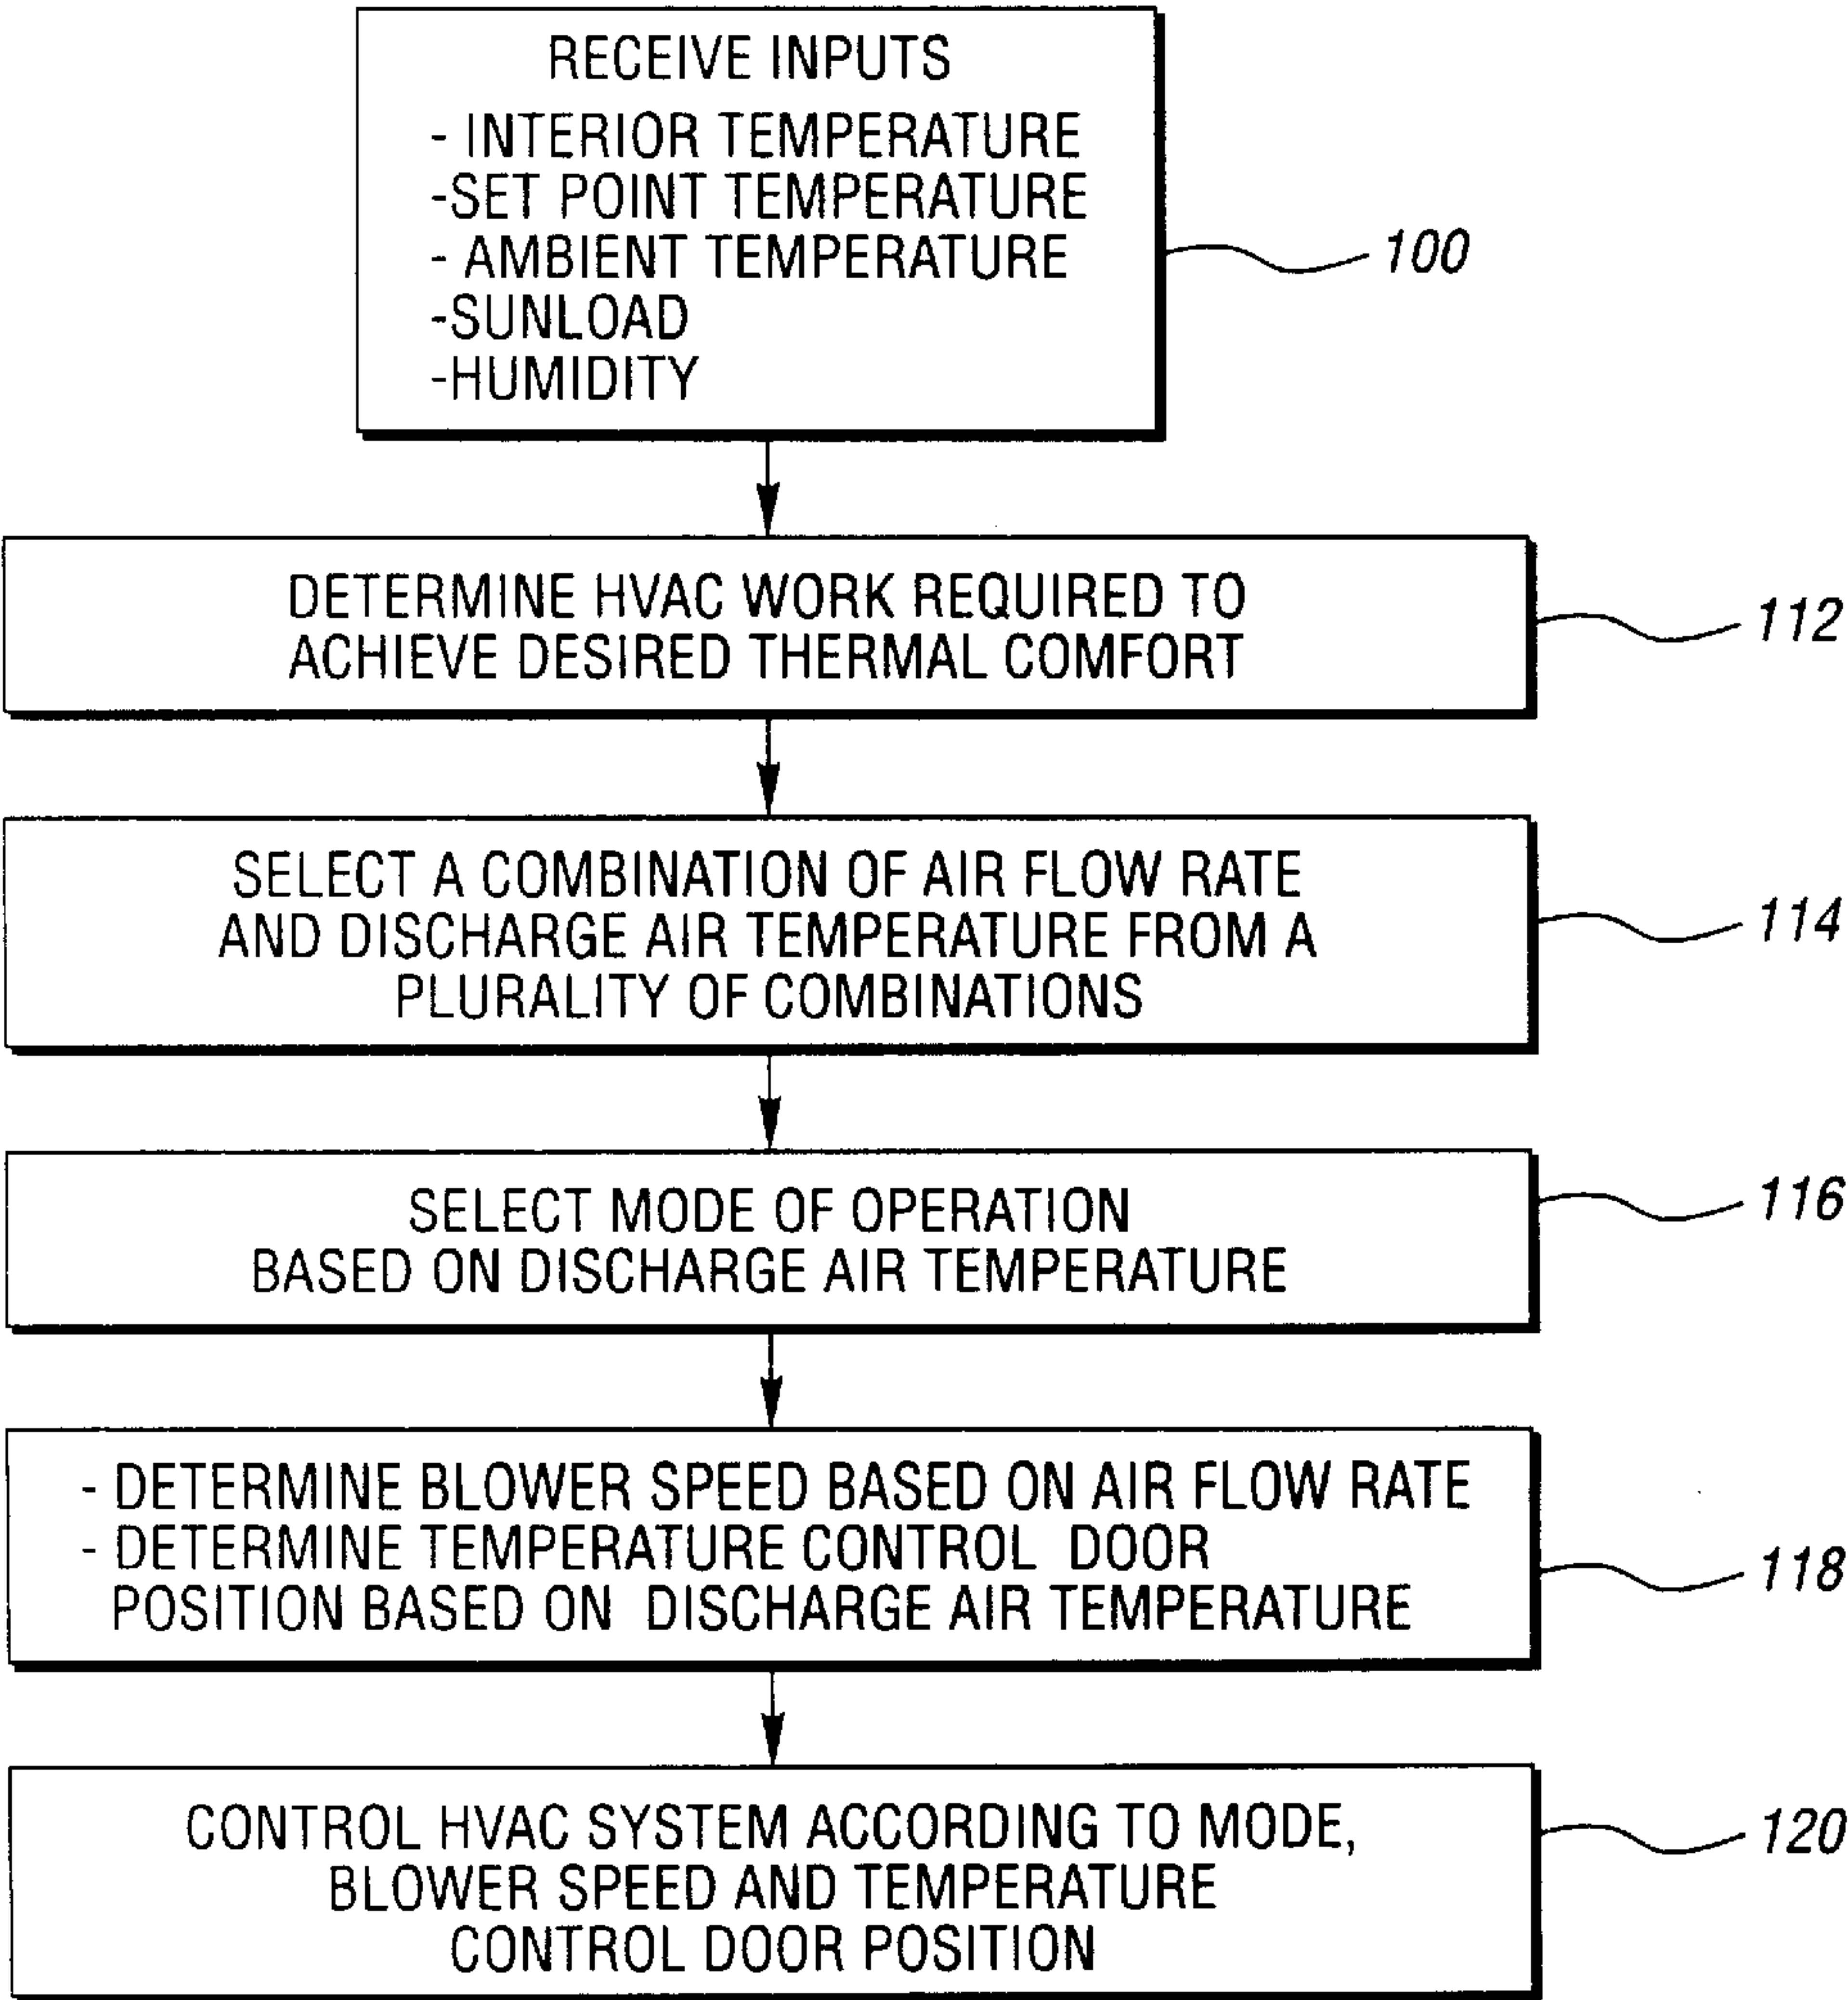 RECEIVE INPUTS
- INTERIOR TEMPERATURE
-SET POINT TEMPERATURE
- AMBIENT TEMPERATURE
-SUNLOAD
-HUMIDITY
100
DETERMINE HVAC WORK REQUIRED TO
ACHIEVE DESIRED THERMAL COMFORT
112
SELECT A COMBINATION OF AIR FLOW RATE
AND DISCHARGE AIR TEMPERATURE FROM A
PLURALITY OF COMBINATIONS
114
SELECT MODE OF OPERATION
BASED ON DISCHARGE AIR TEMPERATURE
116
- DETERMINE BLOWER SPEED BASED ON AIR FLOW RATE
- DETERMINE TEMPERATURE CONTROL DOOR
POSITION BASED ON DISCHARGE AIR TEMPERATURE
118
CONTROL HVAC SYSTEM ACCORDING TO MODE,
BLOWER SPEED AND TEMPERATURE
CONTROL DOOR POSITION
120